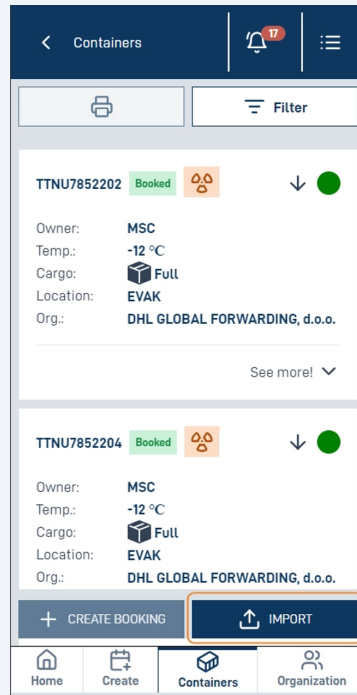 Containers
17
Filter
TTNU7852202 Booked
Owner: MSC
Temp.: -12 °C
Cargo: Full
Location: EVAK
Org.: DHL GLOBAL FORWARDING, d.o.o.
See more!
TTNU7852204 Booked
Owner: MSC
Temp.: -12 °C
Cargo: Full
Location: EVAK
Org.: DHL GLOBAL FORWARDING, d.o.o.
CREATE BOOKING IMPORT
Home Create Containers Organization